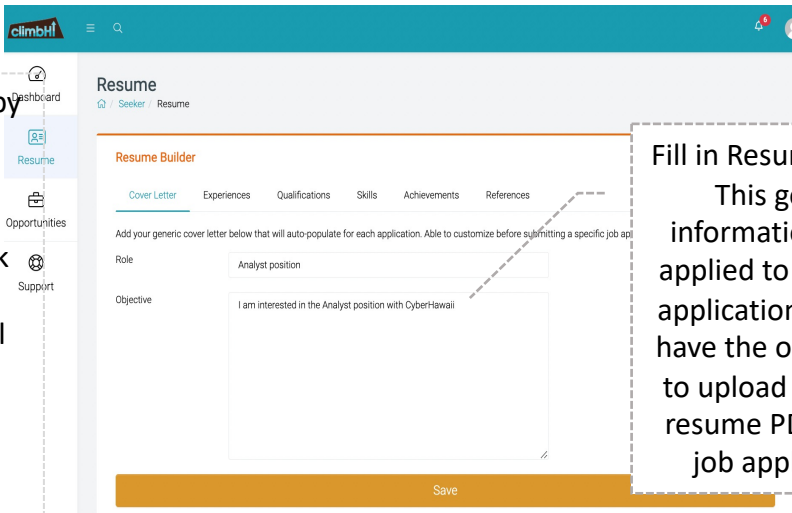 climbHI
6
Dashboard
by
Resume
Opportunities
k
Support
l
Resume
/ Seeker / Resume
Resume Builder
Cover Letter Experiences Qualifications Skills Achievements References
Add your generic cover letter below that will auto-populate for each application. Able to customize before submitting a specific job ap
Role
Analyst position
Objective
I am interested in the Analyst position with CyberHawaii
Save
Fill in Resu
This g
informati
applied to
application
have the o
to upload
resume P
job app